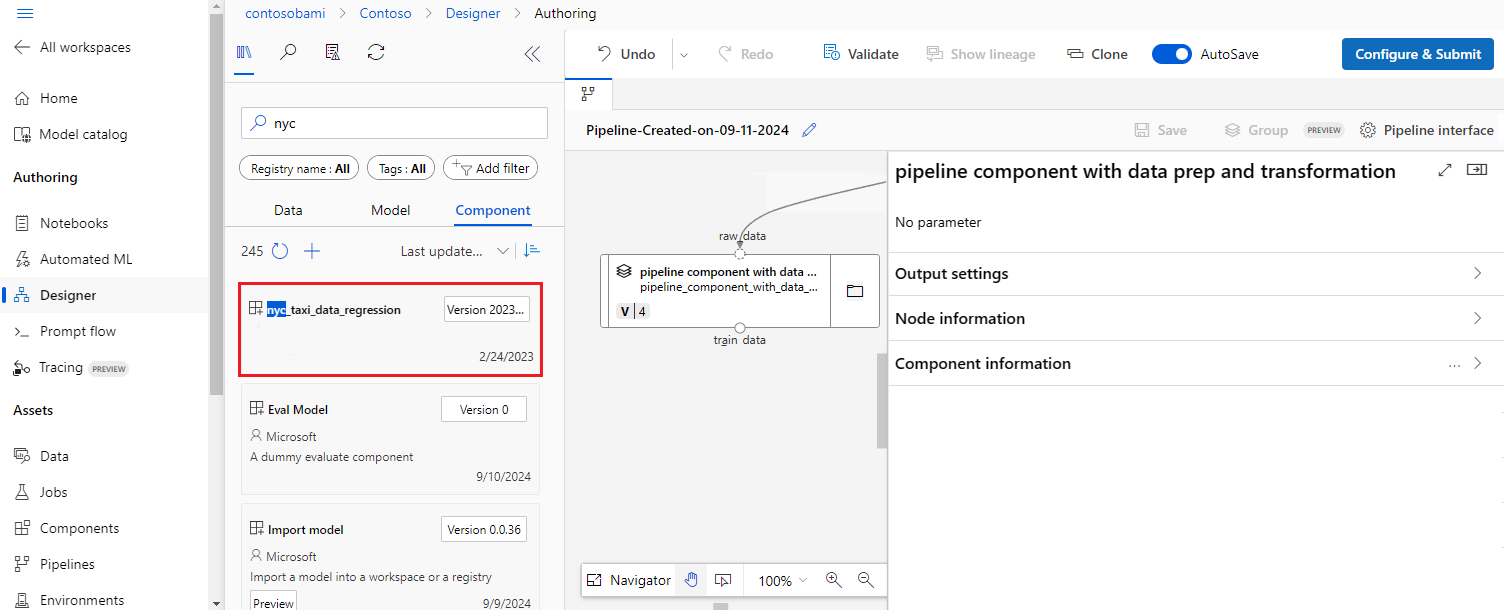 contosobami > Contoso > Designer > Authoring
All workspaces
Home
Model catalog
Authoring
Notebooks
Automated ML
Designer
Prompt flow
Tracing PREVIEW
Assets
Data
Jobs
Components
Pipelines
Environments
nyc
Registry name : All
Tags : All
Add filter
Data Model Component
245 Last update...
nyc_taxi_data_regression Version 2023...
2/24/2023
Eval Model Version 0
Microsoft
A dummy evaluate component
9/10/2024
Import model Version 0.0.36
Microsoft
Import a model into a workspace or a registry
Preview 9/9/2024
Undo Redo Validate Show lineage Clone AutoSave Configure & Submit
Pipeline-Created-on-09-11-2024 Save Group PREVIEW Pipeline interface
raw_data
pipeline component with data ...
pipeline_component_with_data_...
V 4
train data
Navigator 100%
pipeline component with data prep and transformation
No parameter
Output settings
Node information
Component information ...